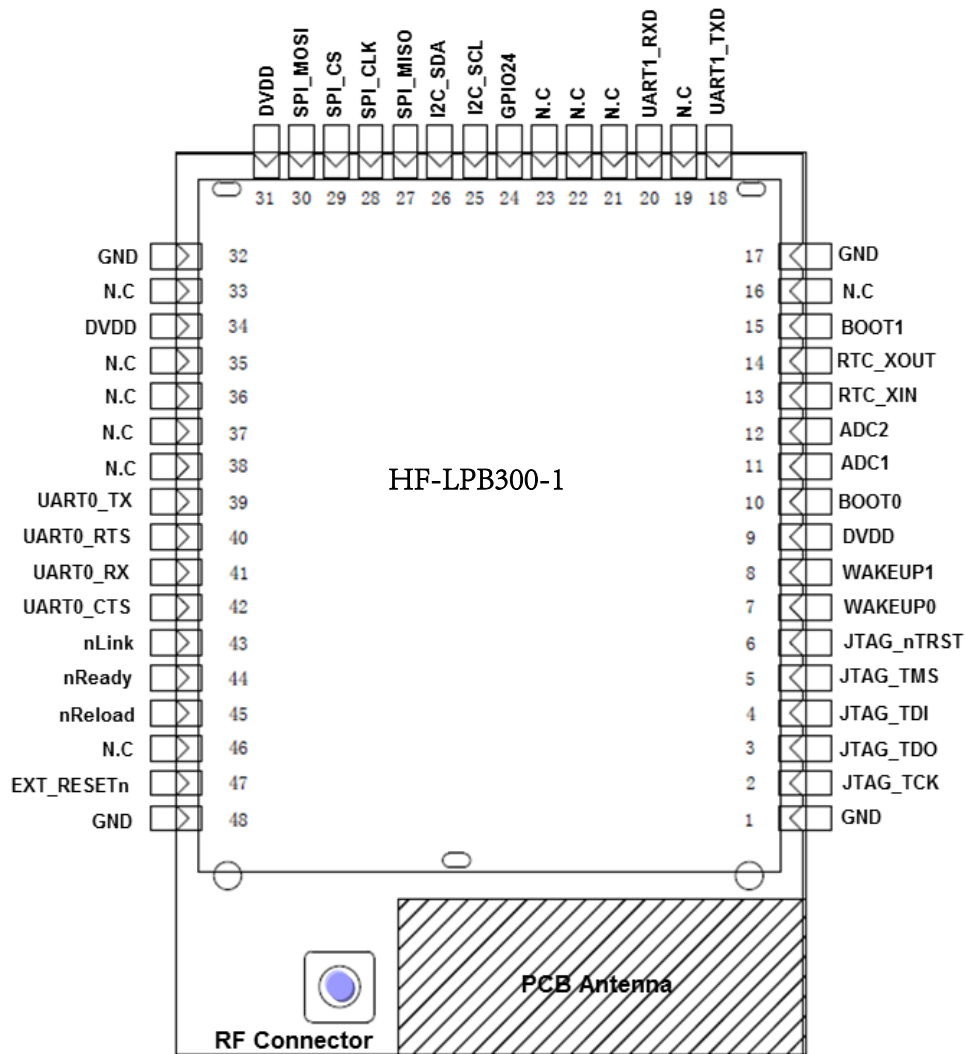 DVDD SPI_MOSI SPI_CS SPI_CLK SPI_MISO I2C_SDA I2C_SCL GPIO24 N.C N.C N.C UART1_RXD N.C UART1_TXD
31 30 29 28 27 26 25 24 23 22 21 20 19 18
GND 32 17 GND
N.C 33 16 N.C
DVDD 34 15 BOOT1
N.C 35 14 RTC_XOUT
N.C 36 13 RTC_XIN
N.C 37 12 ADC2
N.C 38 11 ADC1
HF-LPB300-1
UART0_TX 39 10 BOOT0
UART0_RTS 40 9 DVDD
UART0_RX 41 8 WAKEUP1
UART0_CTS 42 7 WAKEUP0
nLink 43 6 JTAG_nTRST
nReady 44 5 JTAG_TMS
nReload 45 4 JTAG_TDI
N.C 46 3 JTAG_TDO
EXT_RESETn 47 2 JTAG_TCK
GND 48 1 GND
PCB Antenna
RF Connector